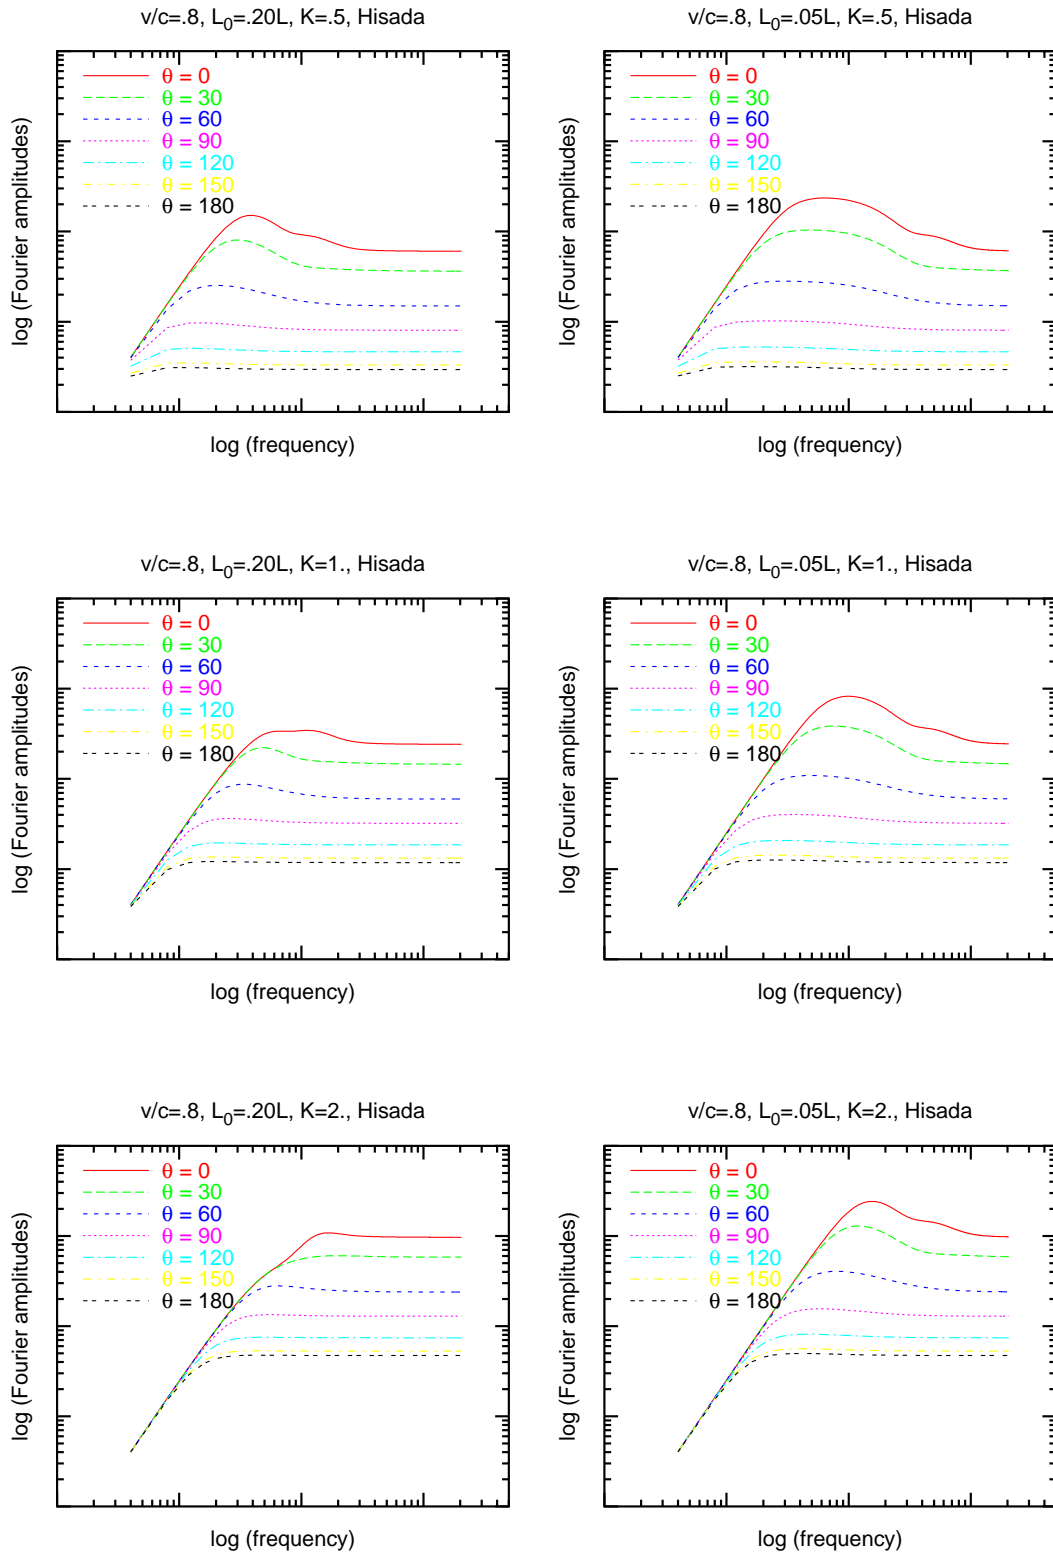 v/c=.8, L0=.20L, K=.5, Hisada
θ = 0
θ = 30
θ = 60
θ = 90
θ = 120
θ = 150
θ = 180
log (Fourier amplitudes)
log (frequency)
v/c=.8, L0=.05L, K=.5, Hisada
θ = 0
θ = 30
θ = 60
θ = 90
θ = 120
θ = 150
θ = 180
log (Fourier amplitudes)
log (frequency)
v/c=.8, L0=.20L, K=1., Hisada
θ = 0
θ = 30
θ = 60
θ = 90
θ = 120
θ = 150
θ = 180
log (Fourier amplitudes)
log (frequency)
v/c=.8, L0=.05L, K=1., Hisada
θ = 0
θ = 30
θ = 60
θ = 90
θ = 120
θ = 150
θ = 180
log (Fourier amplitudes)
log (frequency)
v/c=.8, L0=.20L, K=2., Hisada
θ = 0
θ = 30
θ = 60
θ = 90
θ = 120
θ = 150
θ = 180
log (Fourier amplitudes)
log (frequency)
v/c=.8, L0=.05L, K=2., Hisada
θ = 0
θ = 30
θ = 60
θ = 90
θ = 120
θ = 150
θ = 180
log (Fourier amplitudes)
log (frequency)